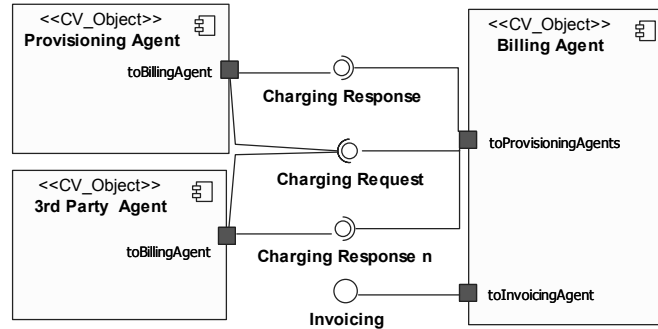 <<CV_Object>>
Provisioning Agent
toBillingAgent
<<CV_Object>>
Billing Agent
Charging Response
toProvisioningAgents
Charging Request
<<CV_Object>>
3rd Party Agent
toBillingAgent
Charging Response n
toInvoicingAgent
Invoicing